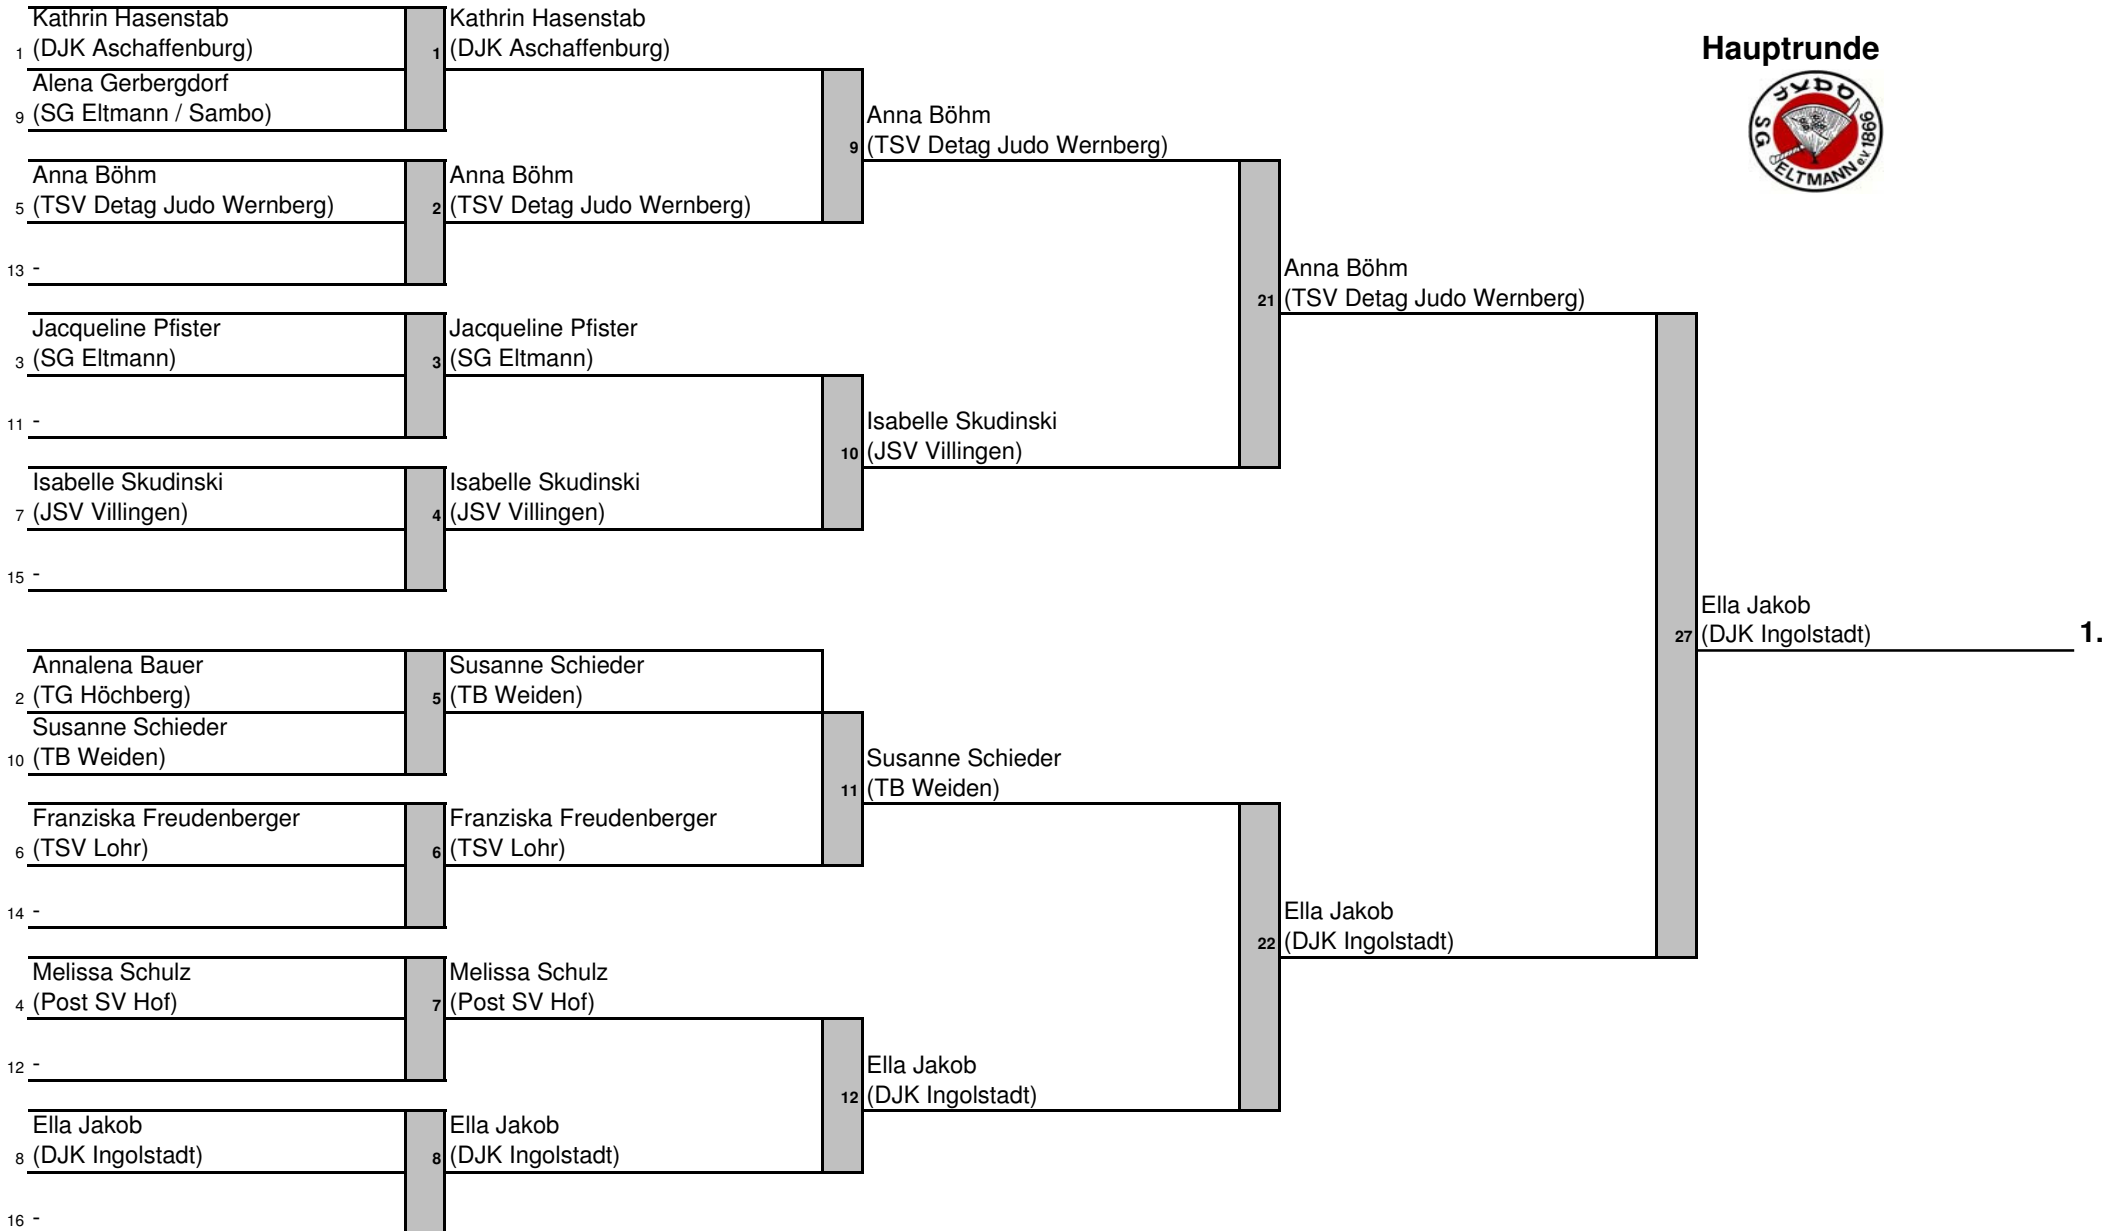 Kathrin Hasenstab
1 (DJK Aschaffenburg)
Alena Gerbergdorf
9 (SG Eltmann / Sambo)
Anna Böhm
5 (TSV Detag Judo Wernberg)
13 -
Jacqueline Pfister
3 (SG Eltmann)
11 -
Isabelle Skudinski
7 (JSV Villingen)
15 -
Annalena Bauer
2 (TG Höchberg)
Susanne Schieder
10 (TB Weiden)
Franziska Freudenberger
6 (TSV Lohr)
14 -
Melissa Schulz
4 (Post SV Hof)
12 -
Ella Jakob
8 (DJK Ingolstadt)
16 -
Kathrin Hasenstab
1 (DJK Aschaffenburg)
Anna Böhm
2 (TSV Detag Judo Wernberg)
Jacqueline Pfister
3 (SG Eltmann)
Isabelle Skudinski
4 (JSV Villingen)
Susanne Schieder
5 (TB Weiden)
Franziska Freudenberger
6 (TSV Lohr)
Melissa Schulz
7 (Post SV Hof)
Ella Jakob
8 (DJK Ingolstadt)
Anna Böhm
9 (TSV Detag Judo Wernberg)
Isabelle Skudinski
10 (JSV Villingen)
Susanne Schieder
11 (TB Weiden)
Ella Jakob
12 (DJK Ingolstadt)
Anna Böhm
21 (TSV Detag Judo Wernberg)
Ella Jakob
22 (DJK Ingolstadt)
Hauptrunde
JUDO
SG ELTMANN e.V. 1866
Ella Jakob
27 (DJK Ingolstadt)
1.